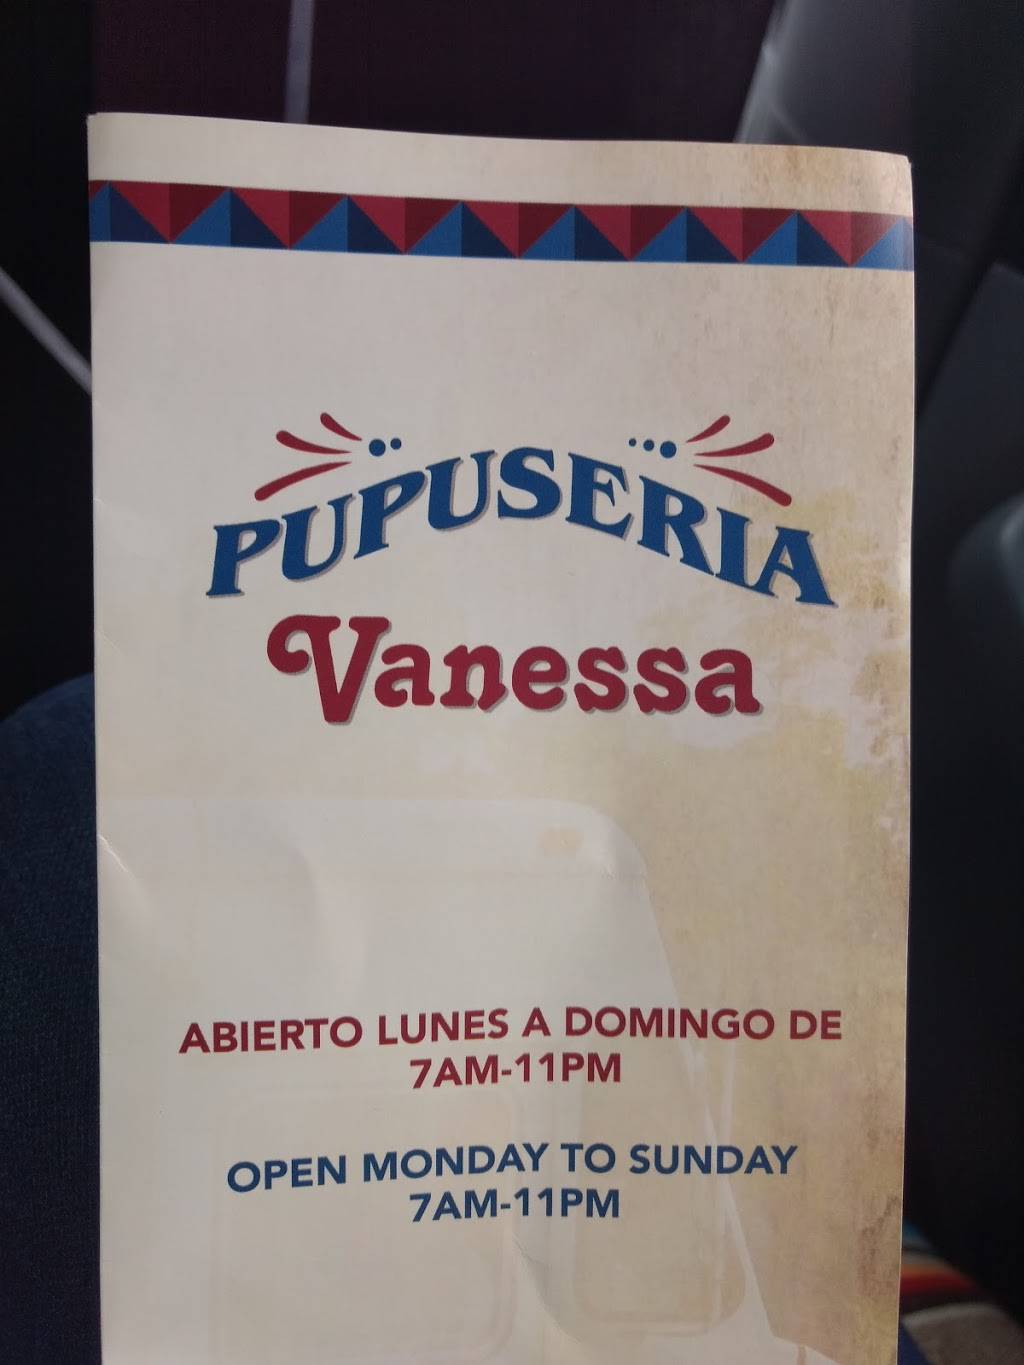 PUPUSERIA
Vanessa
ABIERTO LUNES A DOMINGO DE
7AM-11PM
OPEN MONDAY TO SUNDAY
7AM-11PM